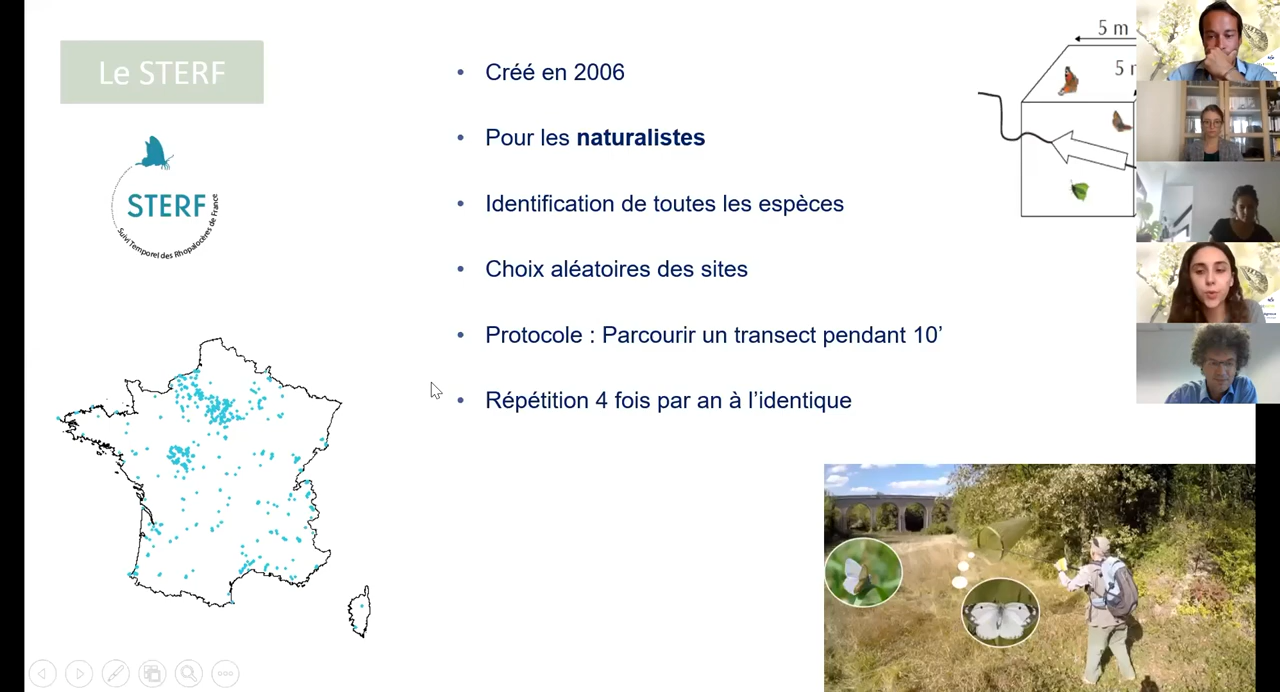 Le STERF
STERF
Suivi Temporel des Rhopalocères de France
• Créé en 2006
• Pour les naturalistes
• Identification de toutes les espèces
• Choix aléatoires des sites
• Protocole : Parcourir un transect pendant 10’
• Répétition 4 fois par an à l’identique
5 m
5